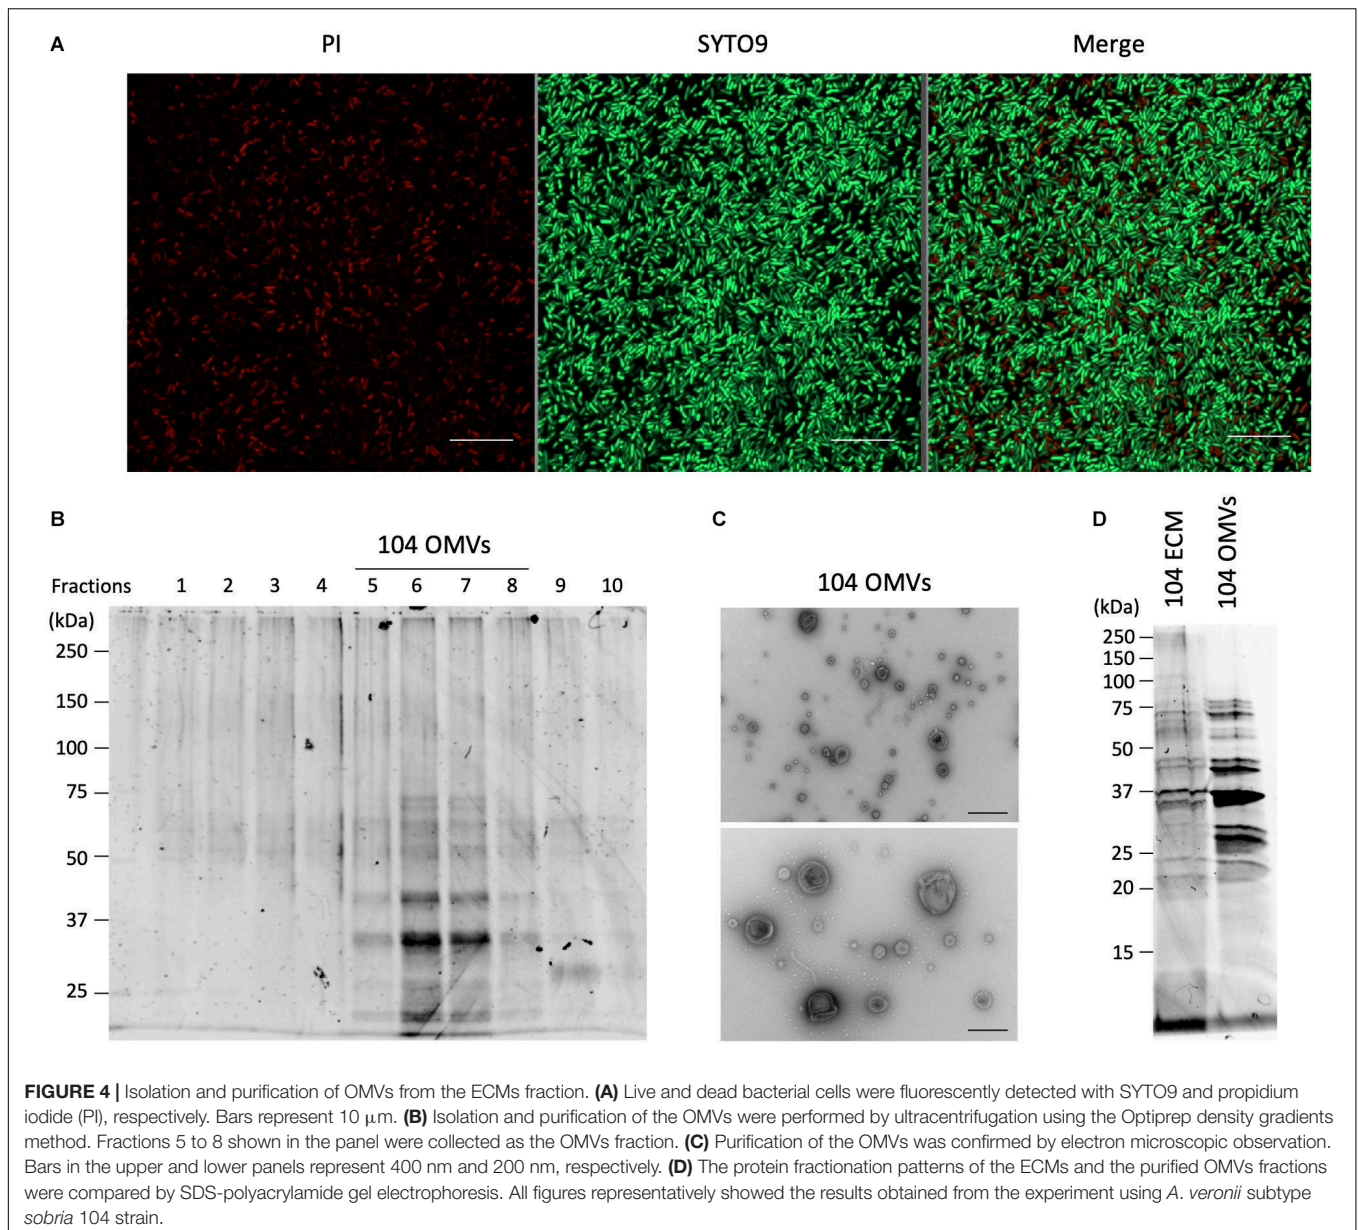 A
PI
SYTO9
Merge
B
104 OMVs
Fractions 1 2 3 4 5 6 7 8 9 10
(kDa)
250
150
100
75
50
37
25
C
104 OMVs
D
104 ECM
104 OMVs
(kDa)
250
150
100
75
50
37
25
20
15
FIGURE 4 | Isolation and purification of OMVs from the ECMs fraction. (A) Live and dead bacterial cells were fluorescently detected with SYTO9 and propidium
iodide (PI), respectively. Bars represent 10 μm. (B) Isolation and purification of the OMVs were performed by ultracentrifugation using the Optiprep density gradients
method. Fractions 5 to 8 shown in the panel were collected as the OMVs fraction. (C) Purification of the OMVs was confirmed by electron microscopic observation.
Bars in the upper and lower panels represent 400 nm and 200 nm, respectively. (D) The protein fractionation patterns of the ECMs and the purified OMVs fractions
were compared by SDS-polyacrylamide gel electrophoresis. All figures representatively showed the results obtained from the experiment using A. veronii subtype
sobria 104 strain.